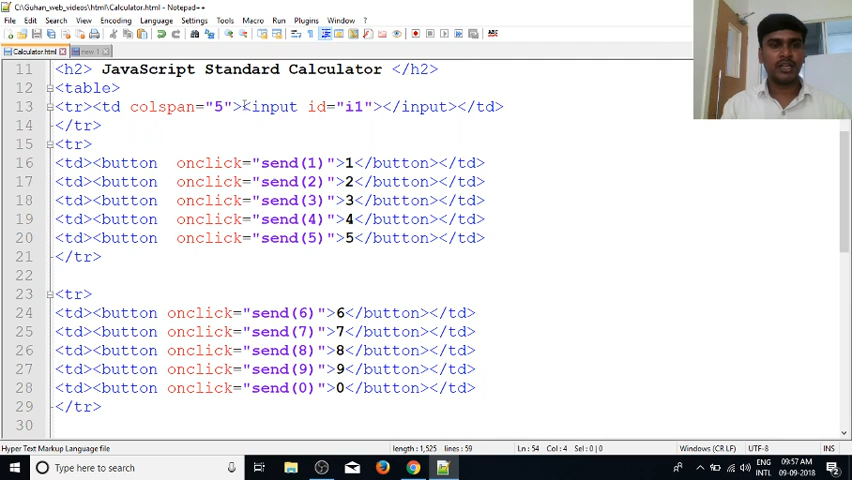 C:\Guhan_web_videos\html\Calculator.html - Notepad++
File Edit Search View Encoding Language Settings Tools Macro Run Plugins Window ?
Calculator.html new 1
11 <h2> JavaScript Standard Calculator </h2>
12 <table>
13 <tr><td colspan="5"><input id="i1"></input></td>
14 </tr>
15 <tr>
16 <td><button  onclick="send(1)">1</button></td>
17 <td><button  onclick="send(2)">2</button></td>
18 <td><button  onclick="send(3)">3</button></td>
19 <td><button  onclick="send(4)">4</button></td>
20 <td><button  onclick="send(5)">5</button></td>
21 </tr>
22
23 <tr>
24 <td><button onclick="send(6)">6</button></td>
25 <td><button onclick="send(7)">7</button></td>
26 <td><button onclick="send(8)">8</button></td>
27 <td><button onclick="send(9)">9</button></td>
28 <td><button onclick="send(0)">0</button></td>
29 </tr>
30
Hyper Text Markup Language file length : 1,525 lines : 59 Ln : 54 Col : 4 Sel : 0 | 0 Windows (CR LF) UTF-8 INS
Type here to search
ENG 09:57 AM
INTL 09-09-2018